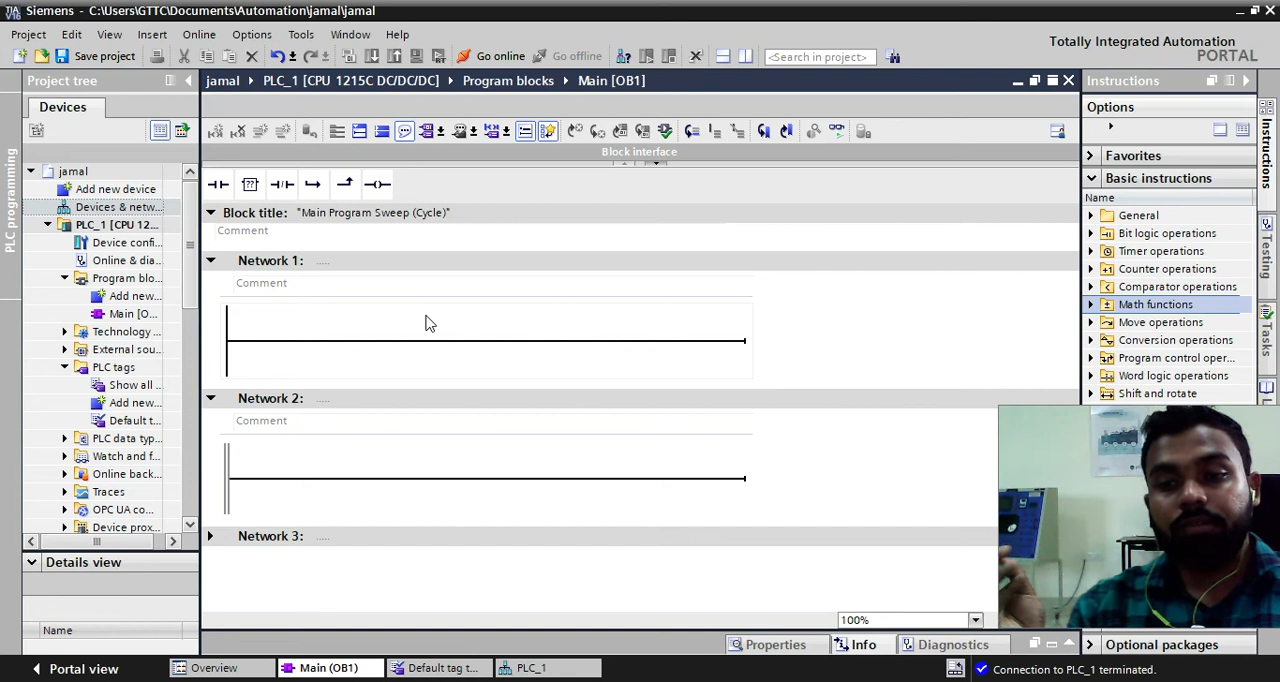 Siemens - C:\Users\GTTC\Documents\Automation\jamal\jamal
Project Edit View Insert Online Options Tools Window Help
Totally Integrated Automation
PORTAL
Save project
Go online
Go offline
<Search in project>
Project tree
jamal PLC_1 [CPU 1215C DC/DC/DC] Program blocks Main [OB1]
Instructions
Devices
Options
PLC programming
Block interface
Favorites
Basic instructions
Name
General
Bit logic operations
Timer operations
Counter operations
Comparator operations
Math functions
Move operations
Conversion operations
Program control oper...
Word logic operations
Shift and rotate
Instructions
Testing
Tasks
jamal
Add new device
Devices & netw...
PLC_1 [CPU 12...
Device confi...
Online & dia...
Program blo...
Add new...
Main [O...
Technology ...
External sou...
PLC tags
Show all ...
Add new...
Default t...
PLC data typ...
Watch and f...
Online back...
Traces
OPC UA co...
Device prox...
Block title: "Main Program Sweep (Cycle)"
Comment
Network 1: .....
Comment
Network 2: .....
Comment
Network 3: .....
100%
Details view
Name
Properties Info Diagnostics
Optional packages
Portal view
Overview
Main (OB1)
Default tag t...
PLC_1
Connection to PLC_1 terminated.